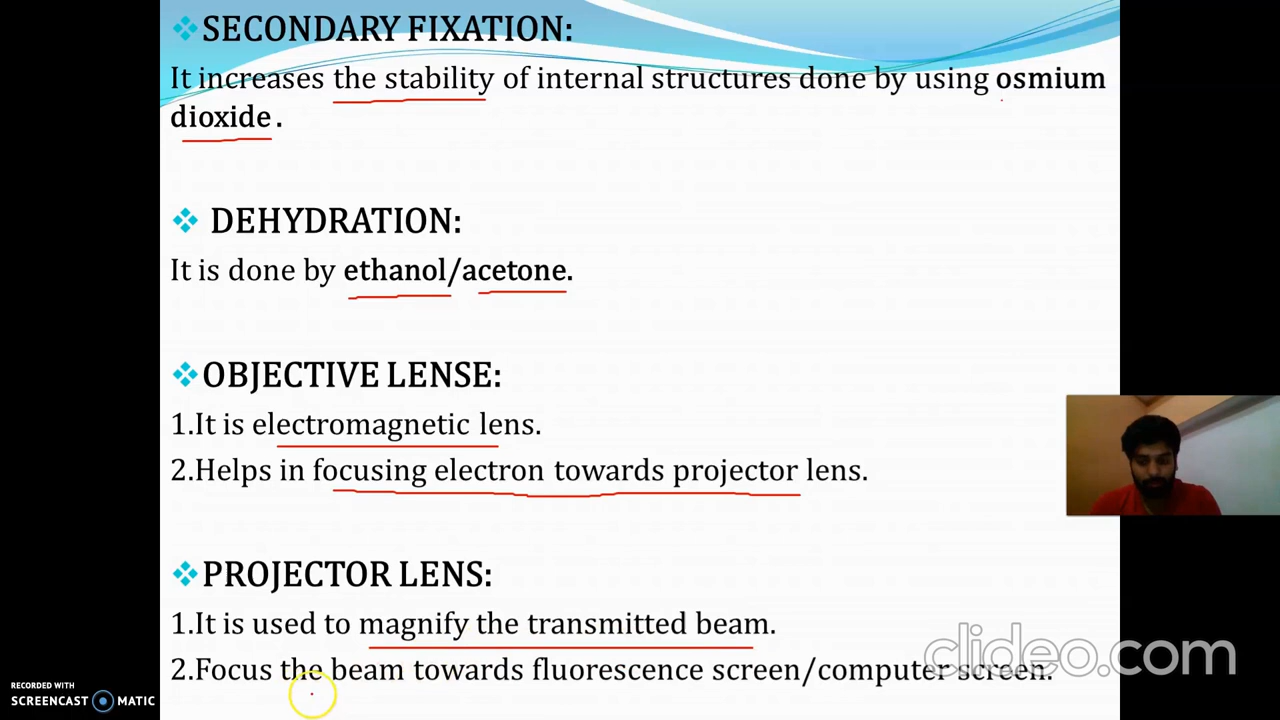 SECONDARY FIXATION:
It increases the stability of internal structures done by using osmium
dioxide .
DEHYDRATION:
It is done by ethanol/acetone.
OBJECTIVE LENSE:
1.It is electromagnetic lens.
2.Helps in focusing electron towards projector lens.
PROJECTOR LENS:
1.It is used to magnify the transmitted beam.
2.Focus the beam towards fluorescence screen/computer screen.
clideo.com
RECORDED WITH
SCREENCAST MATIC